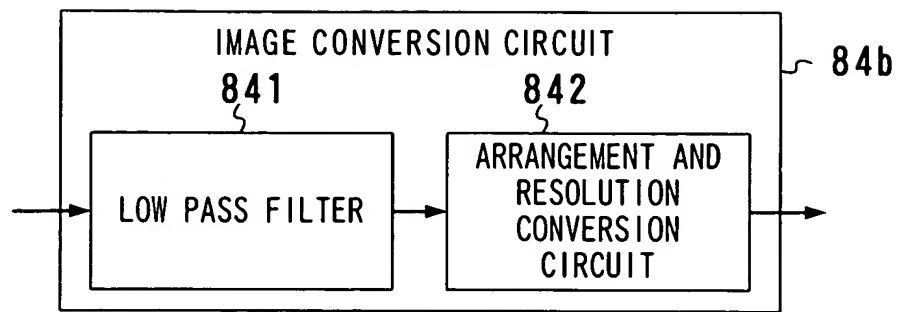 IMAGE CONVERSION CIRCUIT
84b
841
842
LOW PASS FILTER
ARRANGEMENT AND
RESOLUTION
CONVERSION
CIRCUIT